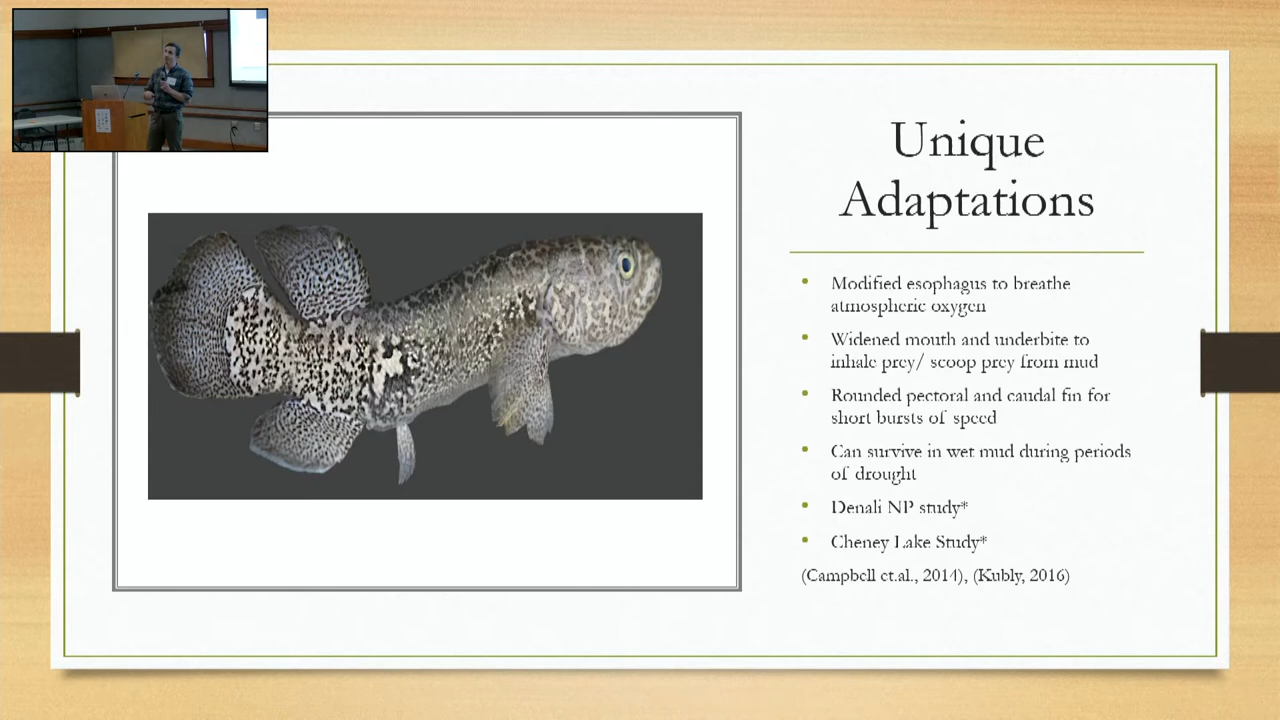 Unique
Adaptations
• Modified esophagus to breathe
atmospheric oxygen
• Widened mouth and underbite to
inhale prey/ scoop prey from mud
• Rounded pectoral and caudal fin for
short bursts of speed
• Can survive in wet mud during periods
of drought
• Denali NP study*
• Cheney Lake Study*
(Campbell et.al., 2014), (Kubly, 2016)